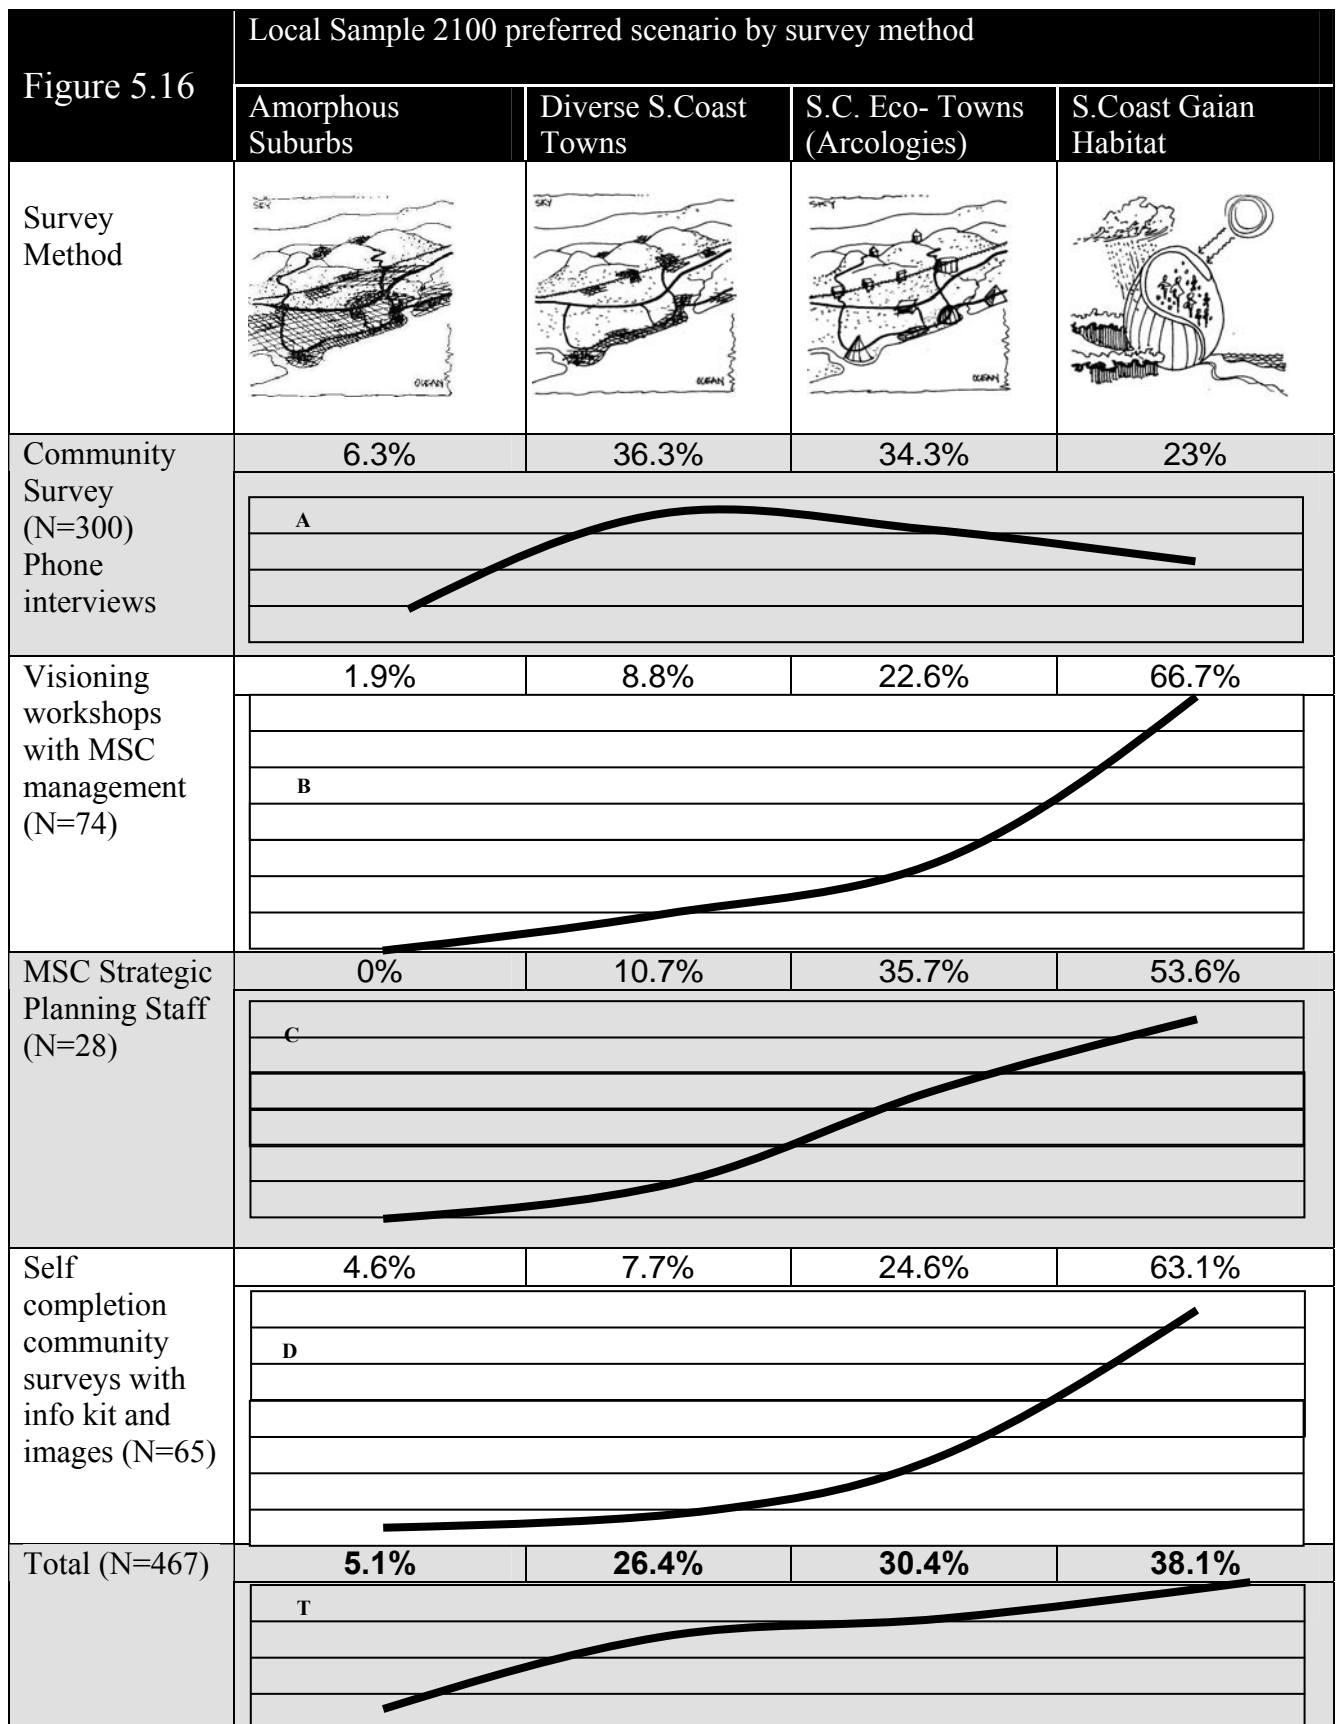 Figure 5.16
Local Sample 2100 preferred scenario by survey method
Amorphous
Suburbs
Diverse S.Coast
Towns
S.C. Eco- Towns
(Arcologies)
S.Coast Gaian
Habitat
Survey
Method
SKY
OCEAN
SKY
OCEAN
SKY
OCEAN
Community
Survey
(N=300)
Phone
interviews
6.3%
36.3%
34.3%
23%
A
Visioning
workshops
with MSC
management
(N=74)
1.9%
8.8%
22.6%
66.7%
B
MSC Strategic
Planning Staff
(N=28)
0%
10.7%
35.7%
53.6%
C
Self
completion
community
surveys with
info kit and
images (N=65)
4.6%
7.7%
24.6%
63.1%
D
Total (N=467)
5.1%
26.4%
30.4%
38.1%
T